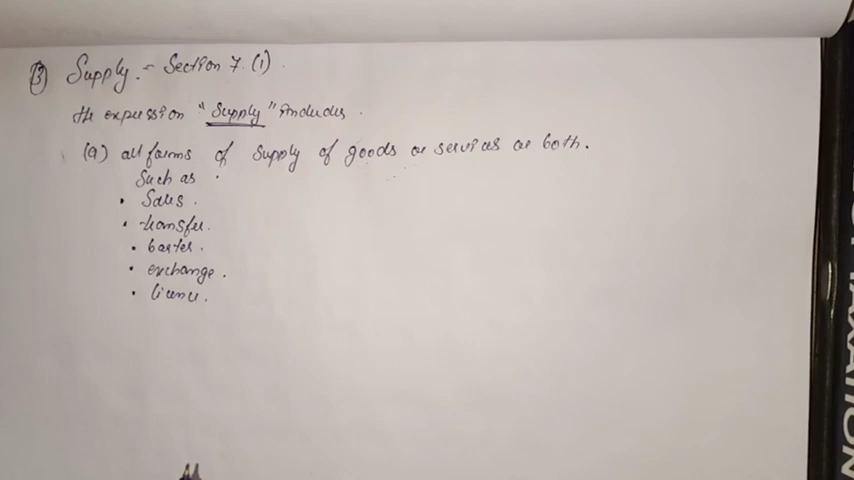 (B) Supply :- Section 7.(1).
the expression "Supply" includes.
(a) all forms of supply of goods or services or both.
Such as
• Sales.
• transfer.
• barter.
• exchange.
• licence.
TAXATION